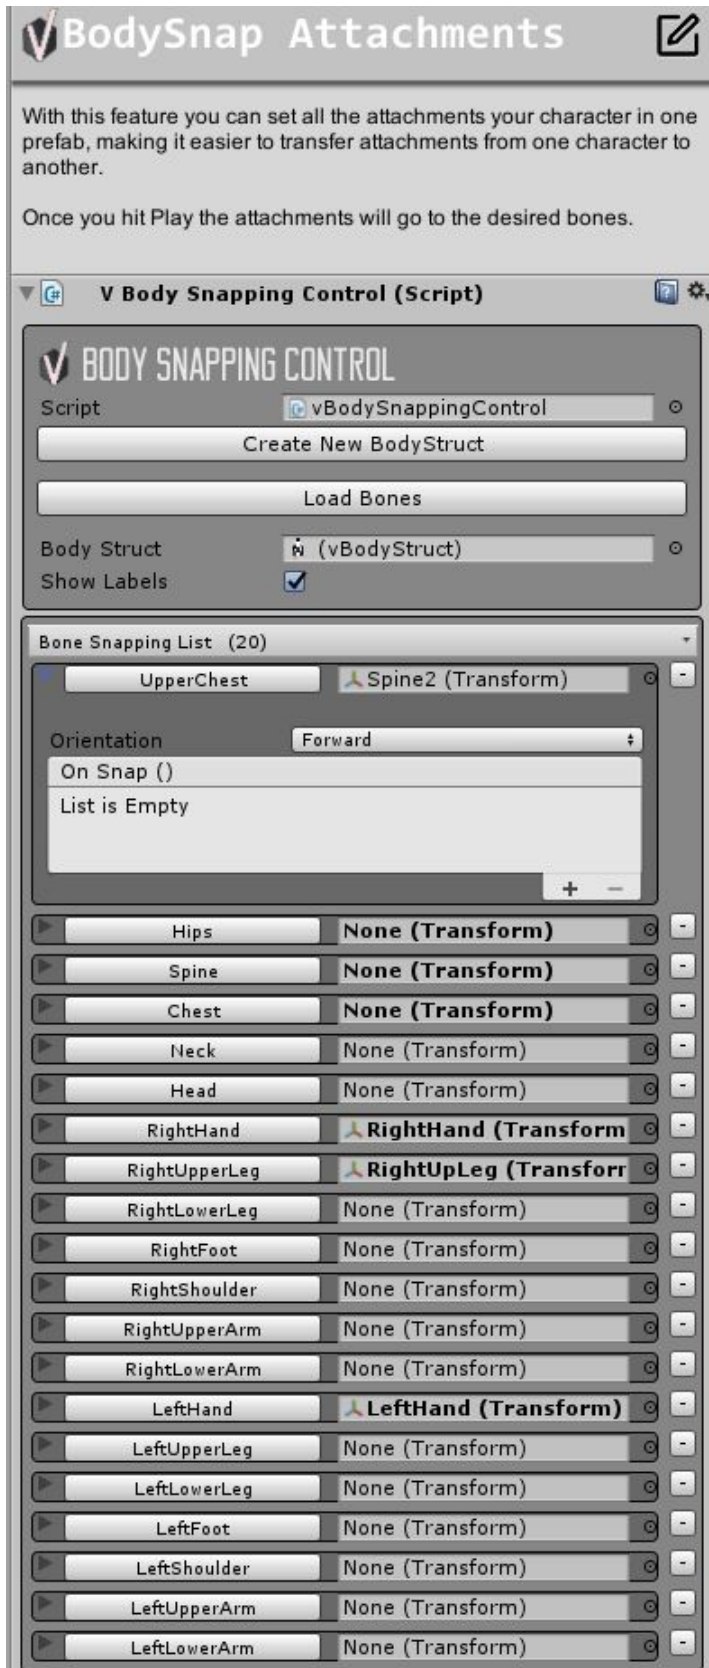 BodySnap Attachments
With this feature you can set all the attachments your character in one
prefab, making it easier to transfer attachments from one character to
another.
Once you hit Play the attachments will go to the desired bones.
V Body Snapping Control (Script)
BODY SNAPPING CONTROL
Script vBodySnappingControl
Create New BodyStruct
Load Bones
Body Struct (vBodyStruct)
Show Labels
Bone Snapping List (20)
UpperChest Spine2 (Transform) -
Orientation Forward
On Snap ()
List is Empty
+ −
Hips None (Transform) -
Spine None (Transform) -
Chest None (Transform) -
Neck None (Transform) -
Head None (Transform) -
RightHand RightHand (Transform -
RightUpperLeg RightUpLeg (Transforr -
RightLowerLeg None (Transform) -
RightFoot None (Transform) -
RightShoulder None (Transform) -
RightUpperArm None (Transform) -
RightLowerArm None (Transform) -
LeftHand LeftHand (Transform) -
LeftUpperLeg None (Transform) -
LeftLowerLeg None (Transform) -
LeftFoot None (Transform) -
LeftShoulder None (Transform) -
LeftUpperArm None (Transform) -
LeftLowerArm None (Transform) -